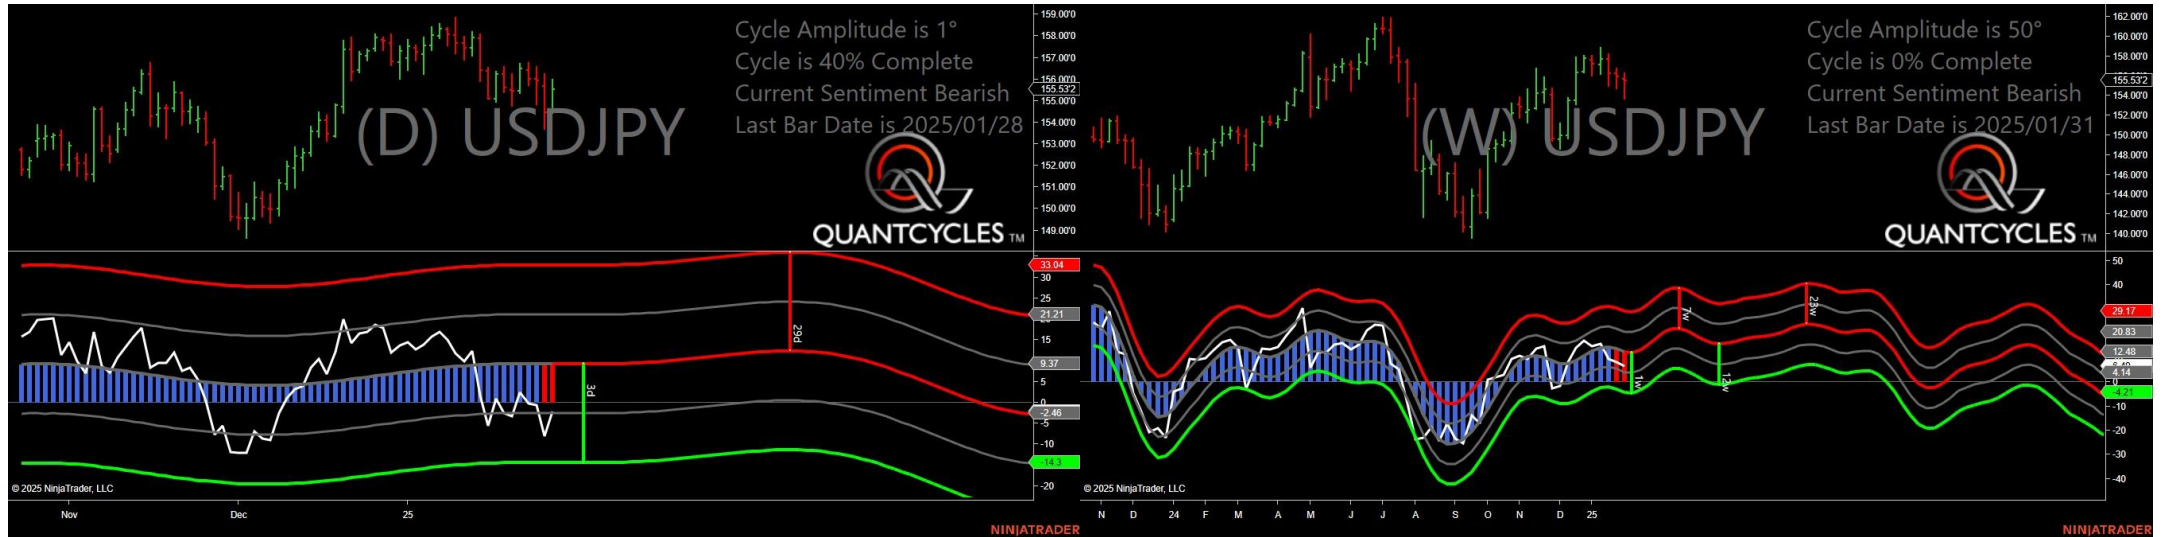 Cycle Amplitude is 1°
Cycle is 40% Complete
Current Sentiment Bearish
Last Bar Date is 2025/01/28
(D) USDJPY
QUANTCYCLES TM
159.00'0
158.00'0
157.00'0
156.00'0
155.53'2
155.00'0
154.00'0
153.00'0
152.00'0
151.00'0
150.00'0
149.00'0
33.04
30
25
21.21
15
9.37
5
0
-2.46
-5
-10
-14.3
-20
29d
3d
© 2025 NinjaTrader, LLC
Nov Dec 25
NINJATRADER
Cycle Amplitude is 50°
Cycle is 0% Complete
Current Sentiment Bearish
Last Bar Date is 2025/01/31
(W) USDJPY
QUANTCYCLES TM
162.00'0
160.00'0
158.00'0
155.53'2
154.00'0
152.00'0
150.00'0
148.00'0
146.00'0
144.00'0
142.00'0
140.00'0
50
40
29.17
20.83
12.48
4.14
0
-4.21
-10
-20
-30
-40
7w
1w
12w
© 2025 NinjaTrader, LLC
N D 24 F M A M J J A S O N D 25
NINJATRADER